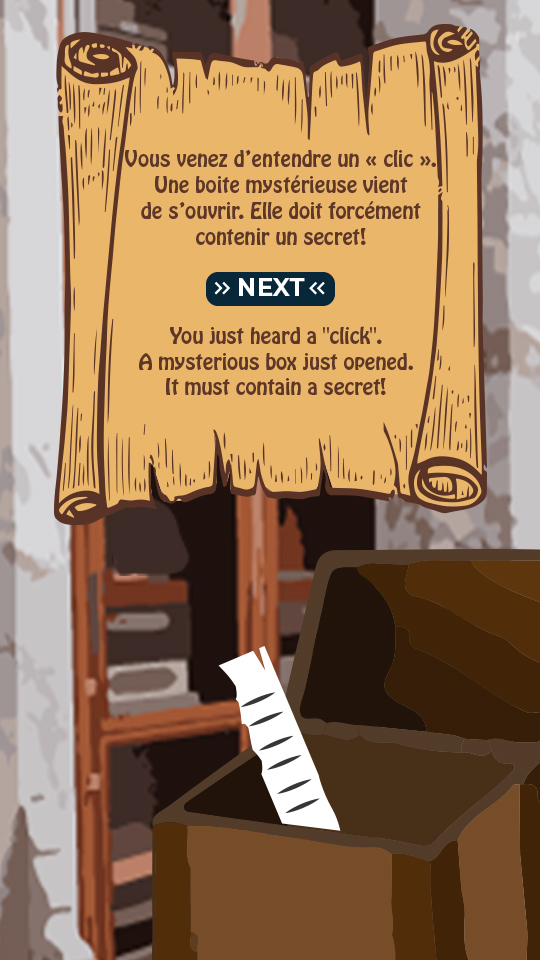 Vous venez d'entendre un « clic ».
Une boite mystérieuse vient
de s'ouvrir. Elle doit forcément
contenir un secret!
» NEXT «
You just heard a "click".
A mysterious box just opened.
It must contain a secret!